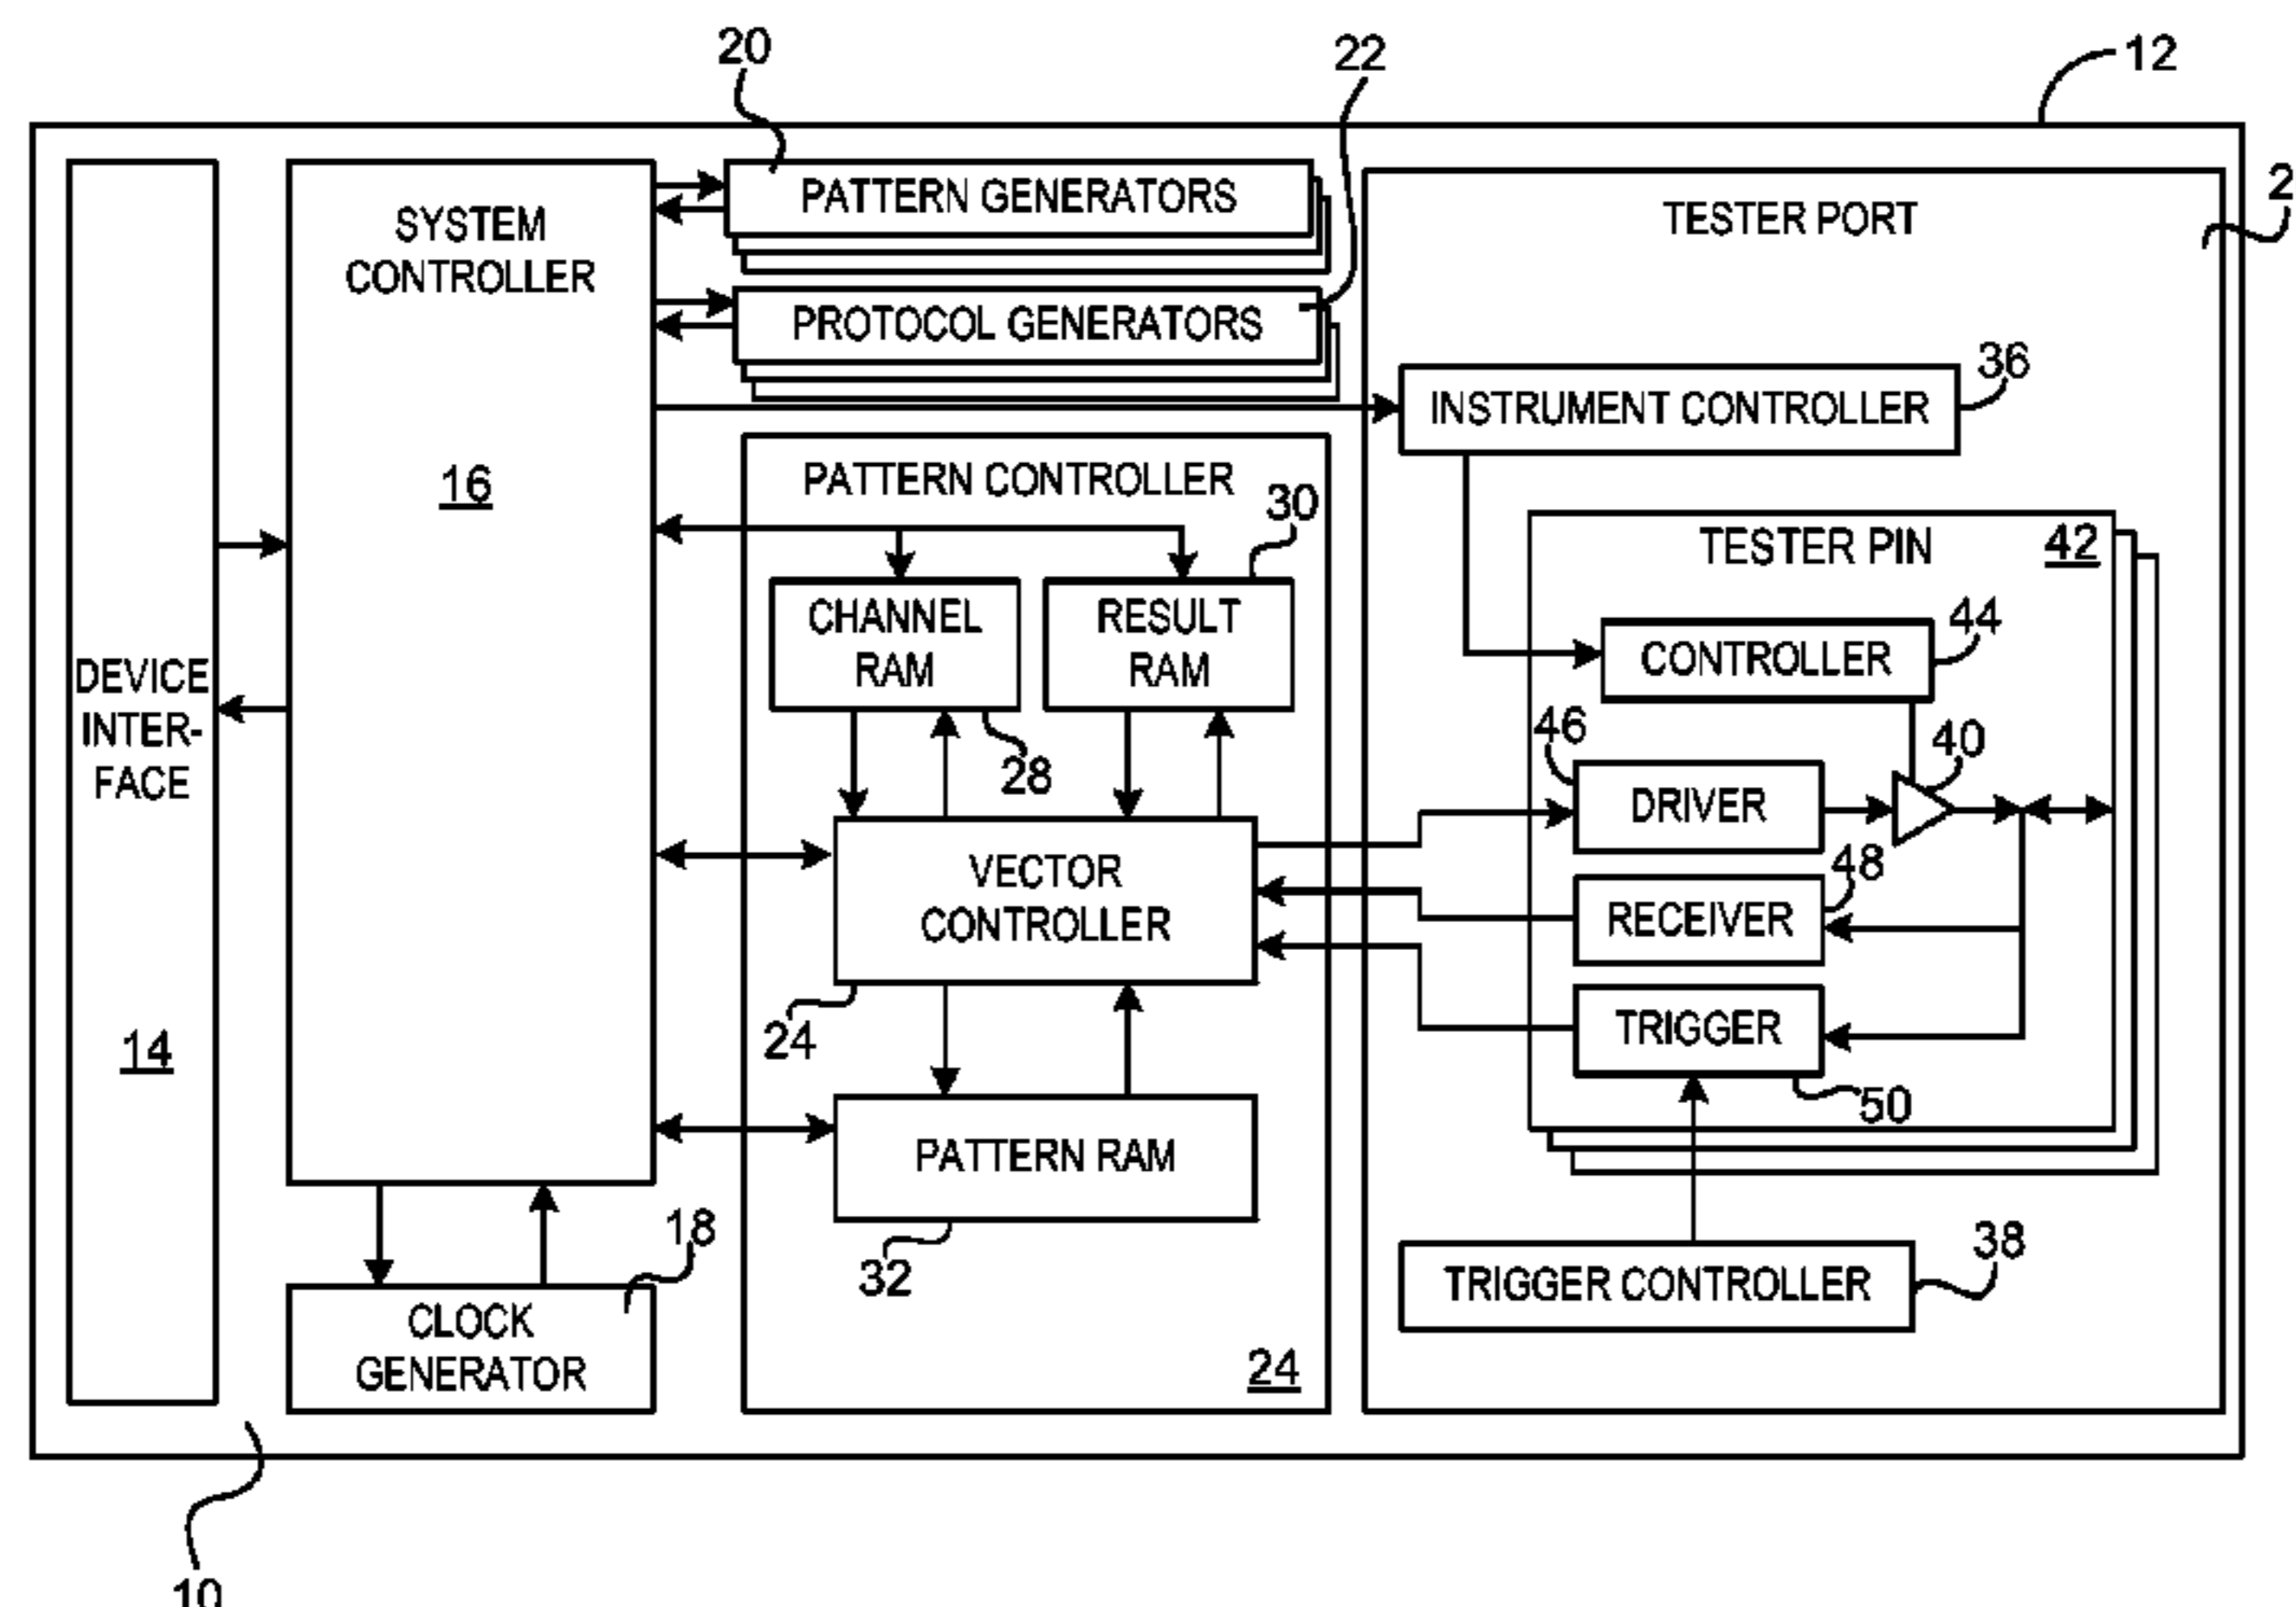 20
22
12
PATTERN GENERATORS
SYSTEM
CONTROLLER
16
PROTOCOL GENERATORS
TESTER PORT
2
INSTRUMENT CONTROLLER
36
PATTERN CONTROLLER
30
CHANNEL
RAM
RESULT
RAM
28
TESTER PIN
42
CONTROLLER
44
46
40
DRIVER
48
RECEIVER
TRIGGER
50
DEVICE
INTER-
FACE
14
VECTOR
CONTROLLER
24
PATTERN RAM
32
18
CLOCK
GENERATOR
24
TRIGGER CONTROLLER
38
10